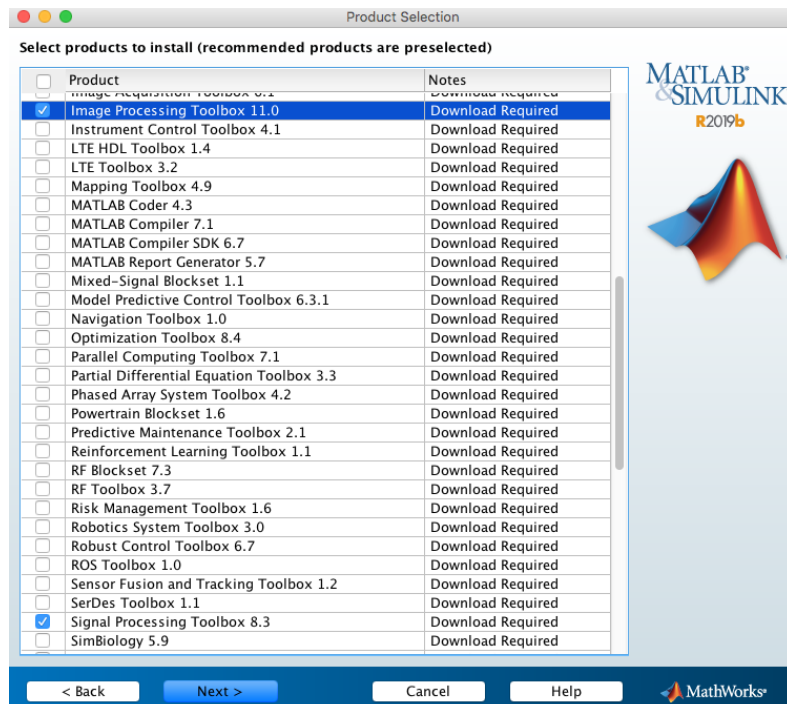 Product Selection
Select products to install (recommended products are preselected)
Product Notes
Image Acquisition Toolbox 6.1 Download Required
Image Processing Toolbox 11.0 Download Required
Instrument Control Toolbox 4.1 Download Required
LTE HDL Toolbox 1.4 Download Required
LTE Toolbox 3.2 Download Required
Mapping Toolbox 4.9 Download Required
MATLAB Coder 4.3 Download Required
MATLAB Compiler 7.1 Download Required
MATLAB Compiler SDK 6.7 Download Required
MATLAB Report Generator 5.7 Download Required
Mixed-Signal Blockset 1.1 Download Required
Model Predictive Control Toolbox 6.3.1 Download Required
Navigation Toolbox 1.0 Download Required
Optimization Toolbox 8.4 Download Required
Parallel Computing Toolbox 7.1 Download Required
Partial Differential Equation Toolbox 3.3 Download Required
Phased Array System Toolbox 4.2 Download Required
Powertrain Blockset 1.6 Download Required
Predictive Maintenance Toolbox 2.1 Download Required
Reinforcement Learning Toolbox 1.1 Download Required
RF Blockset 7.3 Download Required
RF Toolbox 3.7 Download Required
Risk Management Toolbox 1.6 Download Required
Robotics System Toolbox 3.0 Download Required
Robust Control Toolbox 6.7 Download Required
ROS Toolbox 1.0 Download Required
Sensor Fusion and Tracking Toolbox 1.2 Download Required
SerDes Toolbox 1.1 Download Required
Signal Processing Toolbox 8.3 Download Required
SimBiology 5.9 Download Required
MATLAB®
&SIMULINK
R2019b
< Back Next > Cancel Help MathWorks®